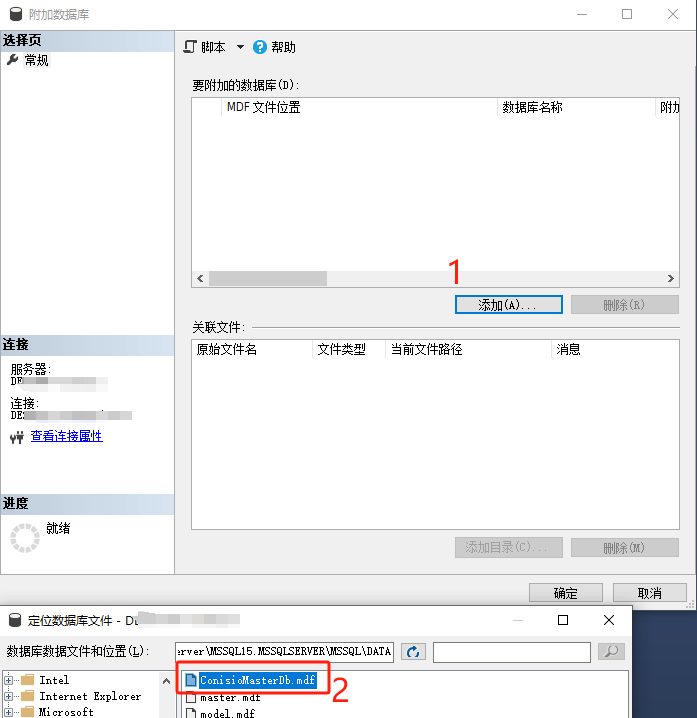 附加数据库
选择页
常规
脚本 帮助
要附加的数据库(D):
MDF 文件位置 数据库名称 附加
1
添加(A)... 删除(R)
关联文件:
原始文件名 文件类型 当前文件路径 消息
连接
服务器:
连接:
查看连接属性
进度
就绪
添加目录(C)... 删除(M)
确定 取消
定位数据库文件 -
数据库数据文件和位置(L): erver\MSSQL15.MSSQLSERVER\MSSQL\DATA
Intel
Internet Explorer
Microsoft
ConisioMasterDb.mdf
2
master.mdf
model.mdf